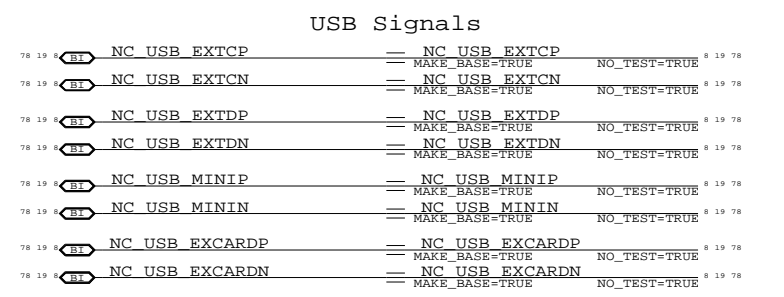 USB Signals
78 19 8 BI NC_USB_EXTCP NC_USB_EXTCP 8 19 78
MAKE_BASE=TRUE NO_TEST=TRUE
78 19 8 BI NC_USB_EXTCN NC_USB_EXTCN 8 19 78
MAKE_BASE=TRUE NO_TEST=TRUE
78 19 8 BI NC_USB_EXTDP NC_USB_EXTDP 8 19 78
MAKE_BASE=TRUE NO_TEST=TRUE
78 19 8 BI NC_USB_EXTDN NC_USB_EXTDN 8 19 78
MAKE_BASE=TRUE NO_TEST=TRUE
78 19 8 BI NC_USB_MINIP NC_USB_MINIP 8 19 78
MAKE_BASE=TRUE NO_TEST=TRUE
78 19 8 BI NC_USB_MININ NC_USB_MININ 8 19 78
MAKE_BASE=TRUE NO_TEST=TRUE
78 19 8 BI NC_USB_EXCARDP NC_USB_EXCARDP 8 19 78
MAKE_BASE=TRUE NO_TEST=TRUE
78 19 8 BI NC_USB_EXCARDN NC_USB_EXCARDN 8 19 78
MAKE_BASE=TRUE NO_TEST=TRUE